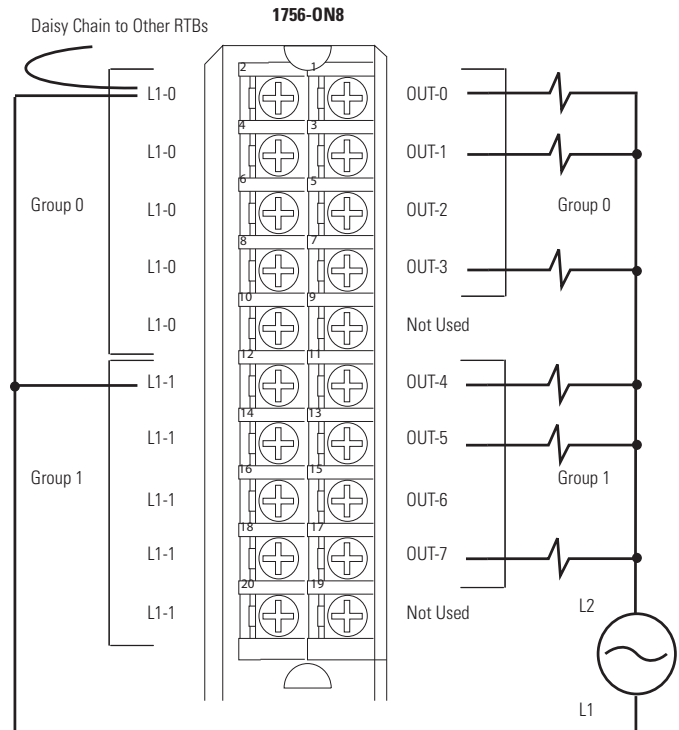 1756-ON8
Daisy Chain to Other RTBs
2 1
L1-0 OUT-0
4 3
L1-0 OUT-1
6 5
Group 0 L1-0 OUT-2 Group 0
8 7
L1-0 OUT-3
10 9
L1-0 Not Used
12 11
L1-1 OUT-4
14 13
L1-1 OUT-5
16 15
Group 1 L1-1 OUT-6 Group 1
18 17
L1-1 OUT-7
20 19
L1-1 Not Used
L2
L1